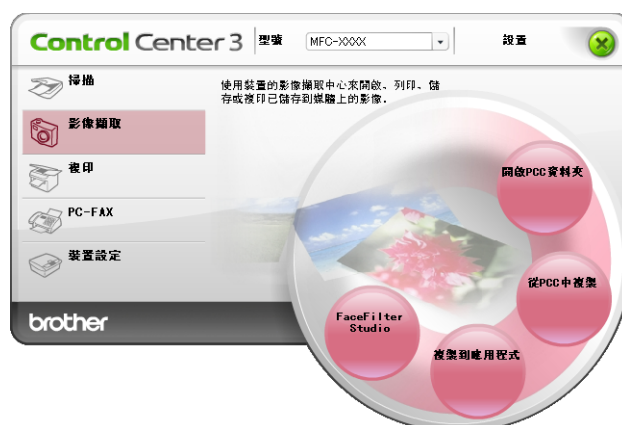 Control Center 3
型號
MFC-XXXX
設置
掃描
影像擷取
複印
PC-FAX
裝置設定
使用裝置的影像擷取中心來開啟、列印、儲
存或複印已儲存到媒體上的影像.
開啟PCC資料夾
從PCC中複製
複製到應用程式
FaceFilter
Studio
brother